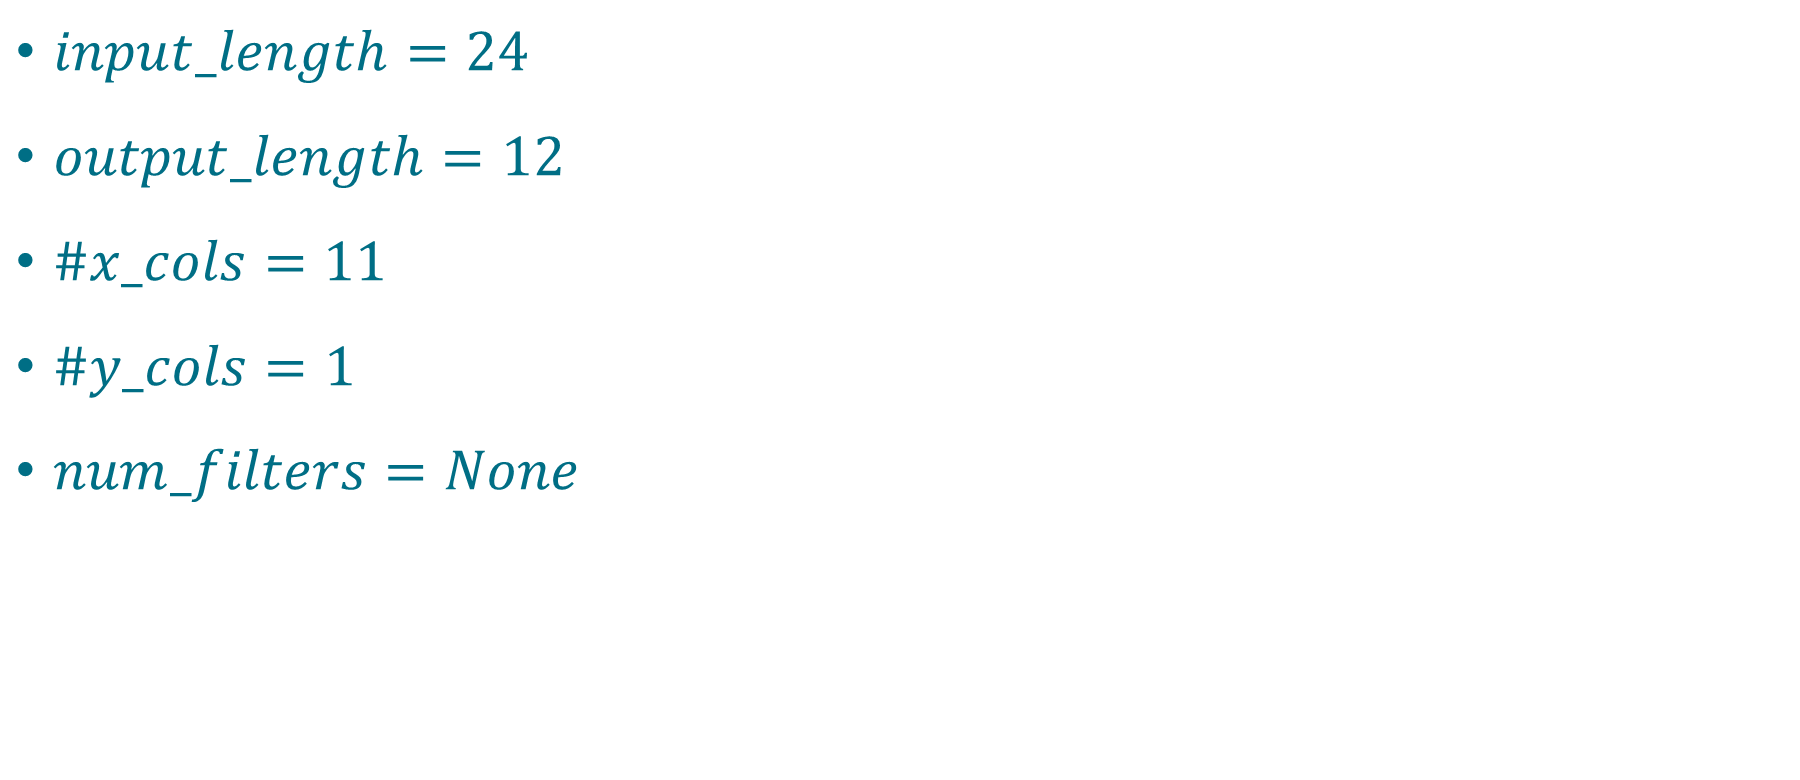 • input_length = 24
• output_length = 12
• #x_cols = 11
• #y_cols = 1
• num_filters = None